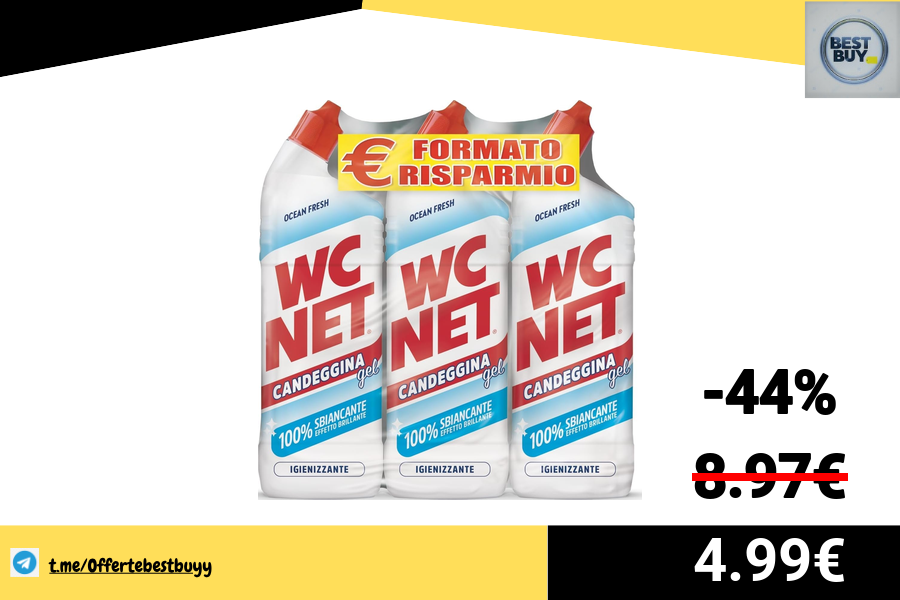 BEST
BUY
€ FORMATO
RISPARMIO
OCEAN FRESH
WC
NET®
CANDEGGINA
gel
100% SBIANCANTE
EFFETTO BRILLANTE
IGIENIZZANTE
OCEAN FRESH
WC
NET®
CANDEGGINA
gel
100% SBIANCANTE
EFFETTO BRILLANTE
IGIENIZZANTE
OCEAN FRESH
WC
NET®
CANDEGGINA
gel
100% SBIANCANTE
EFFETTO BRILLANTE
IGIENIZZANTE
-44%
8.97€
4.99€
t.me/Offertebestbuyy